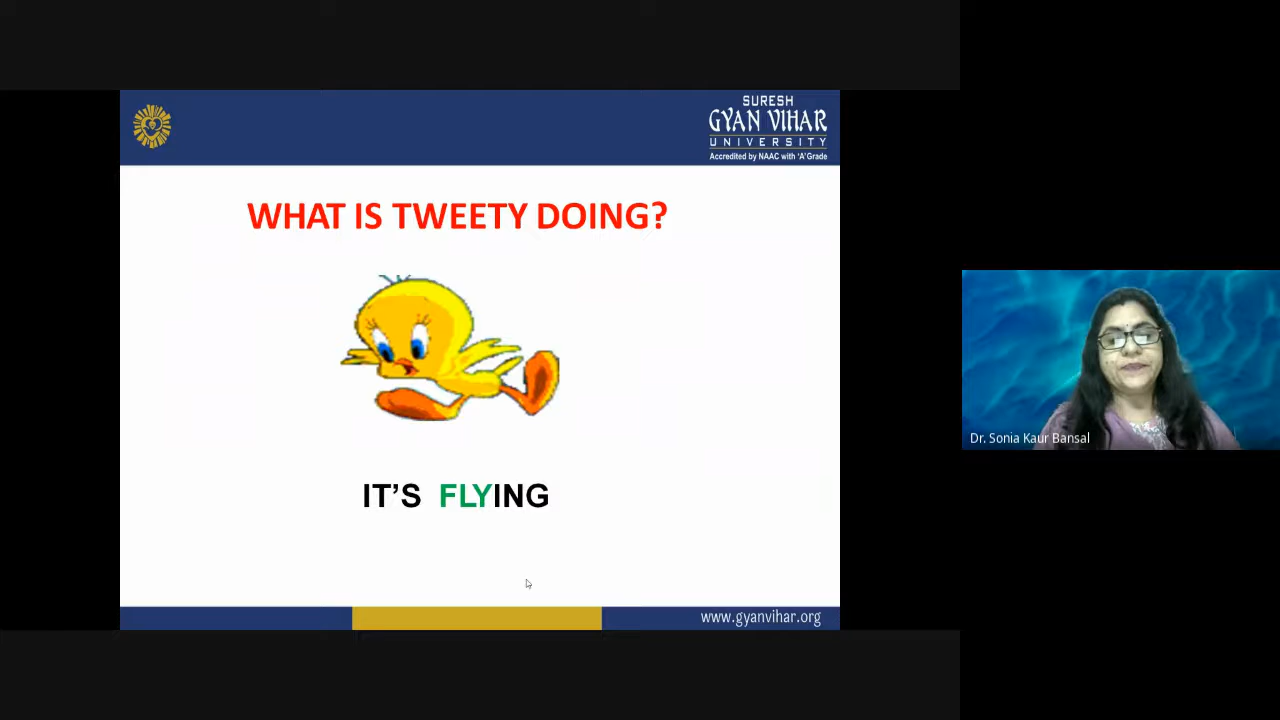 SURESH
GYAN VIHAR
UNIVERSITY
Accredited by NAAC with 'A' Grade
WHAT IS TWEETY DOING?
IT'S FLYING
www.gyanvihar.org
Dr. Sonia Kaur Bansal